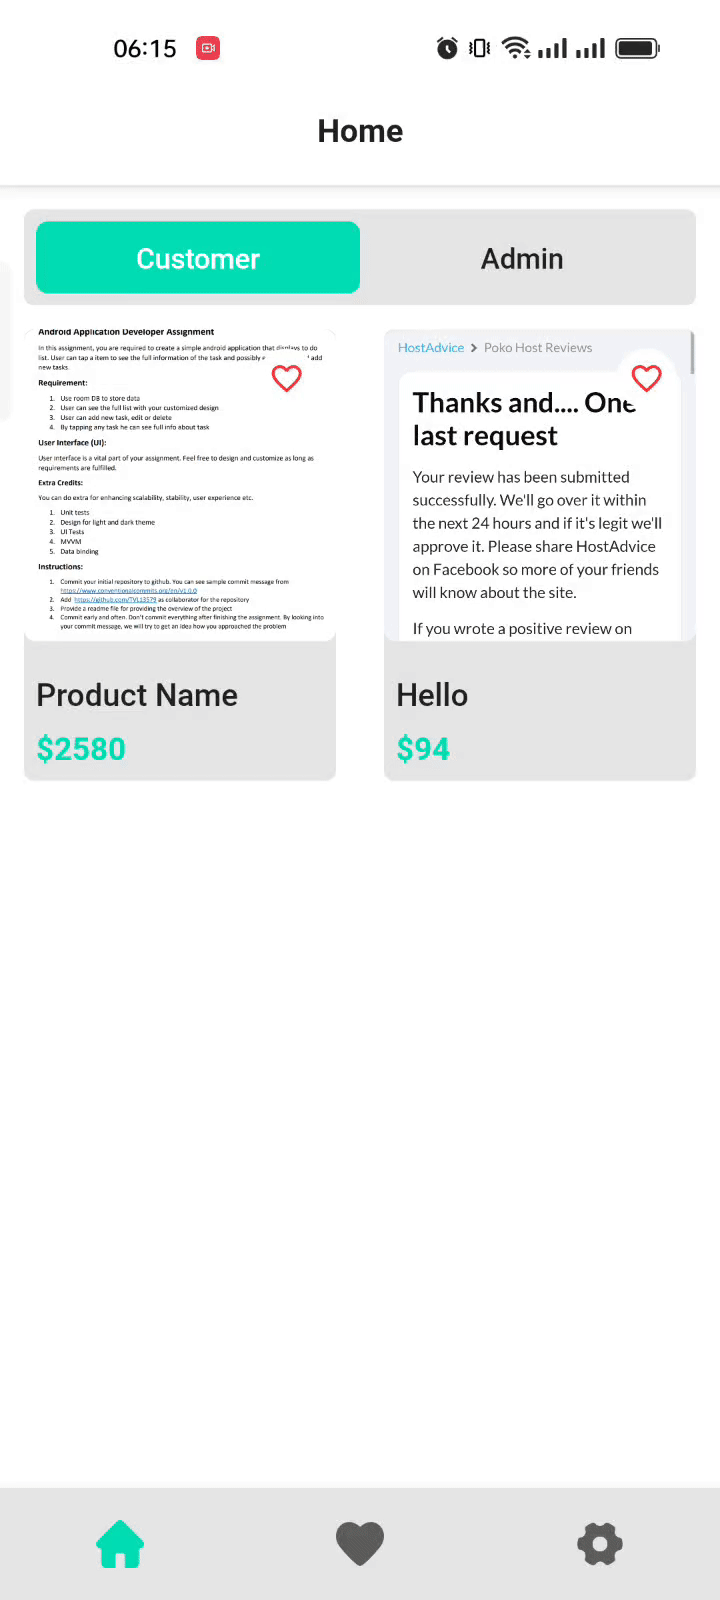 06:15
Home
Customer
Admin
Android Application Developer Assignment
In this assignment, you are required to create a simple android application that displays to do
list. User can tap a item to see the full information of the task and possibly add
new tasks.
Requirement:
1. Use room DB to store data
2. User can see the full list with your customized design
3. User can add new task, edit or delete
4. By tapping any task he can see full info about task
User Interface (UI):
User interface is a vital part of your assignment. Feel free to design and customize as long as
requirements are fulfilled.
Extra Credits:
You can do extra for enhancing scalability, stability, user experience etc.
1. Unit tests
2. Design for light and dark theme
3. UI Tests
4. MVVM
5. Data binding
Instructions:
1. Commit your initial repository to github. You can see sample commit message from
https://www.conventionalcommits.org/en/v1.0.0
2. Add https://github.com/TVL13579 as collaborator for the repository
3. Provide a readme file for providing the overview of the project
4. Commit early and often. Don't commit everything after finishing the assignment. By looking into
your commit message, we will try to get an idea how you approached the problem
Product Name
$2580
HostAdvice > Poko Host Reviews
Thanks and.... One
last request
Your review has been submitted
successfully. We'll go over it within
the next 24 hours and if it's legit we'll
approve it. Please share HostAdvice
on Facebook so more of your friends
will know about the site.
If you wrote a positive review on
Hello
$94